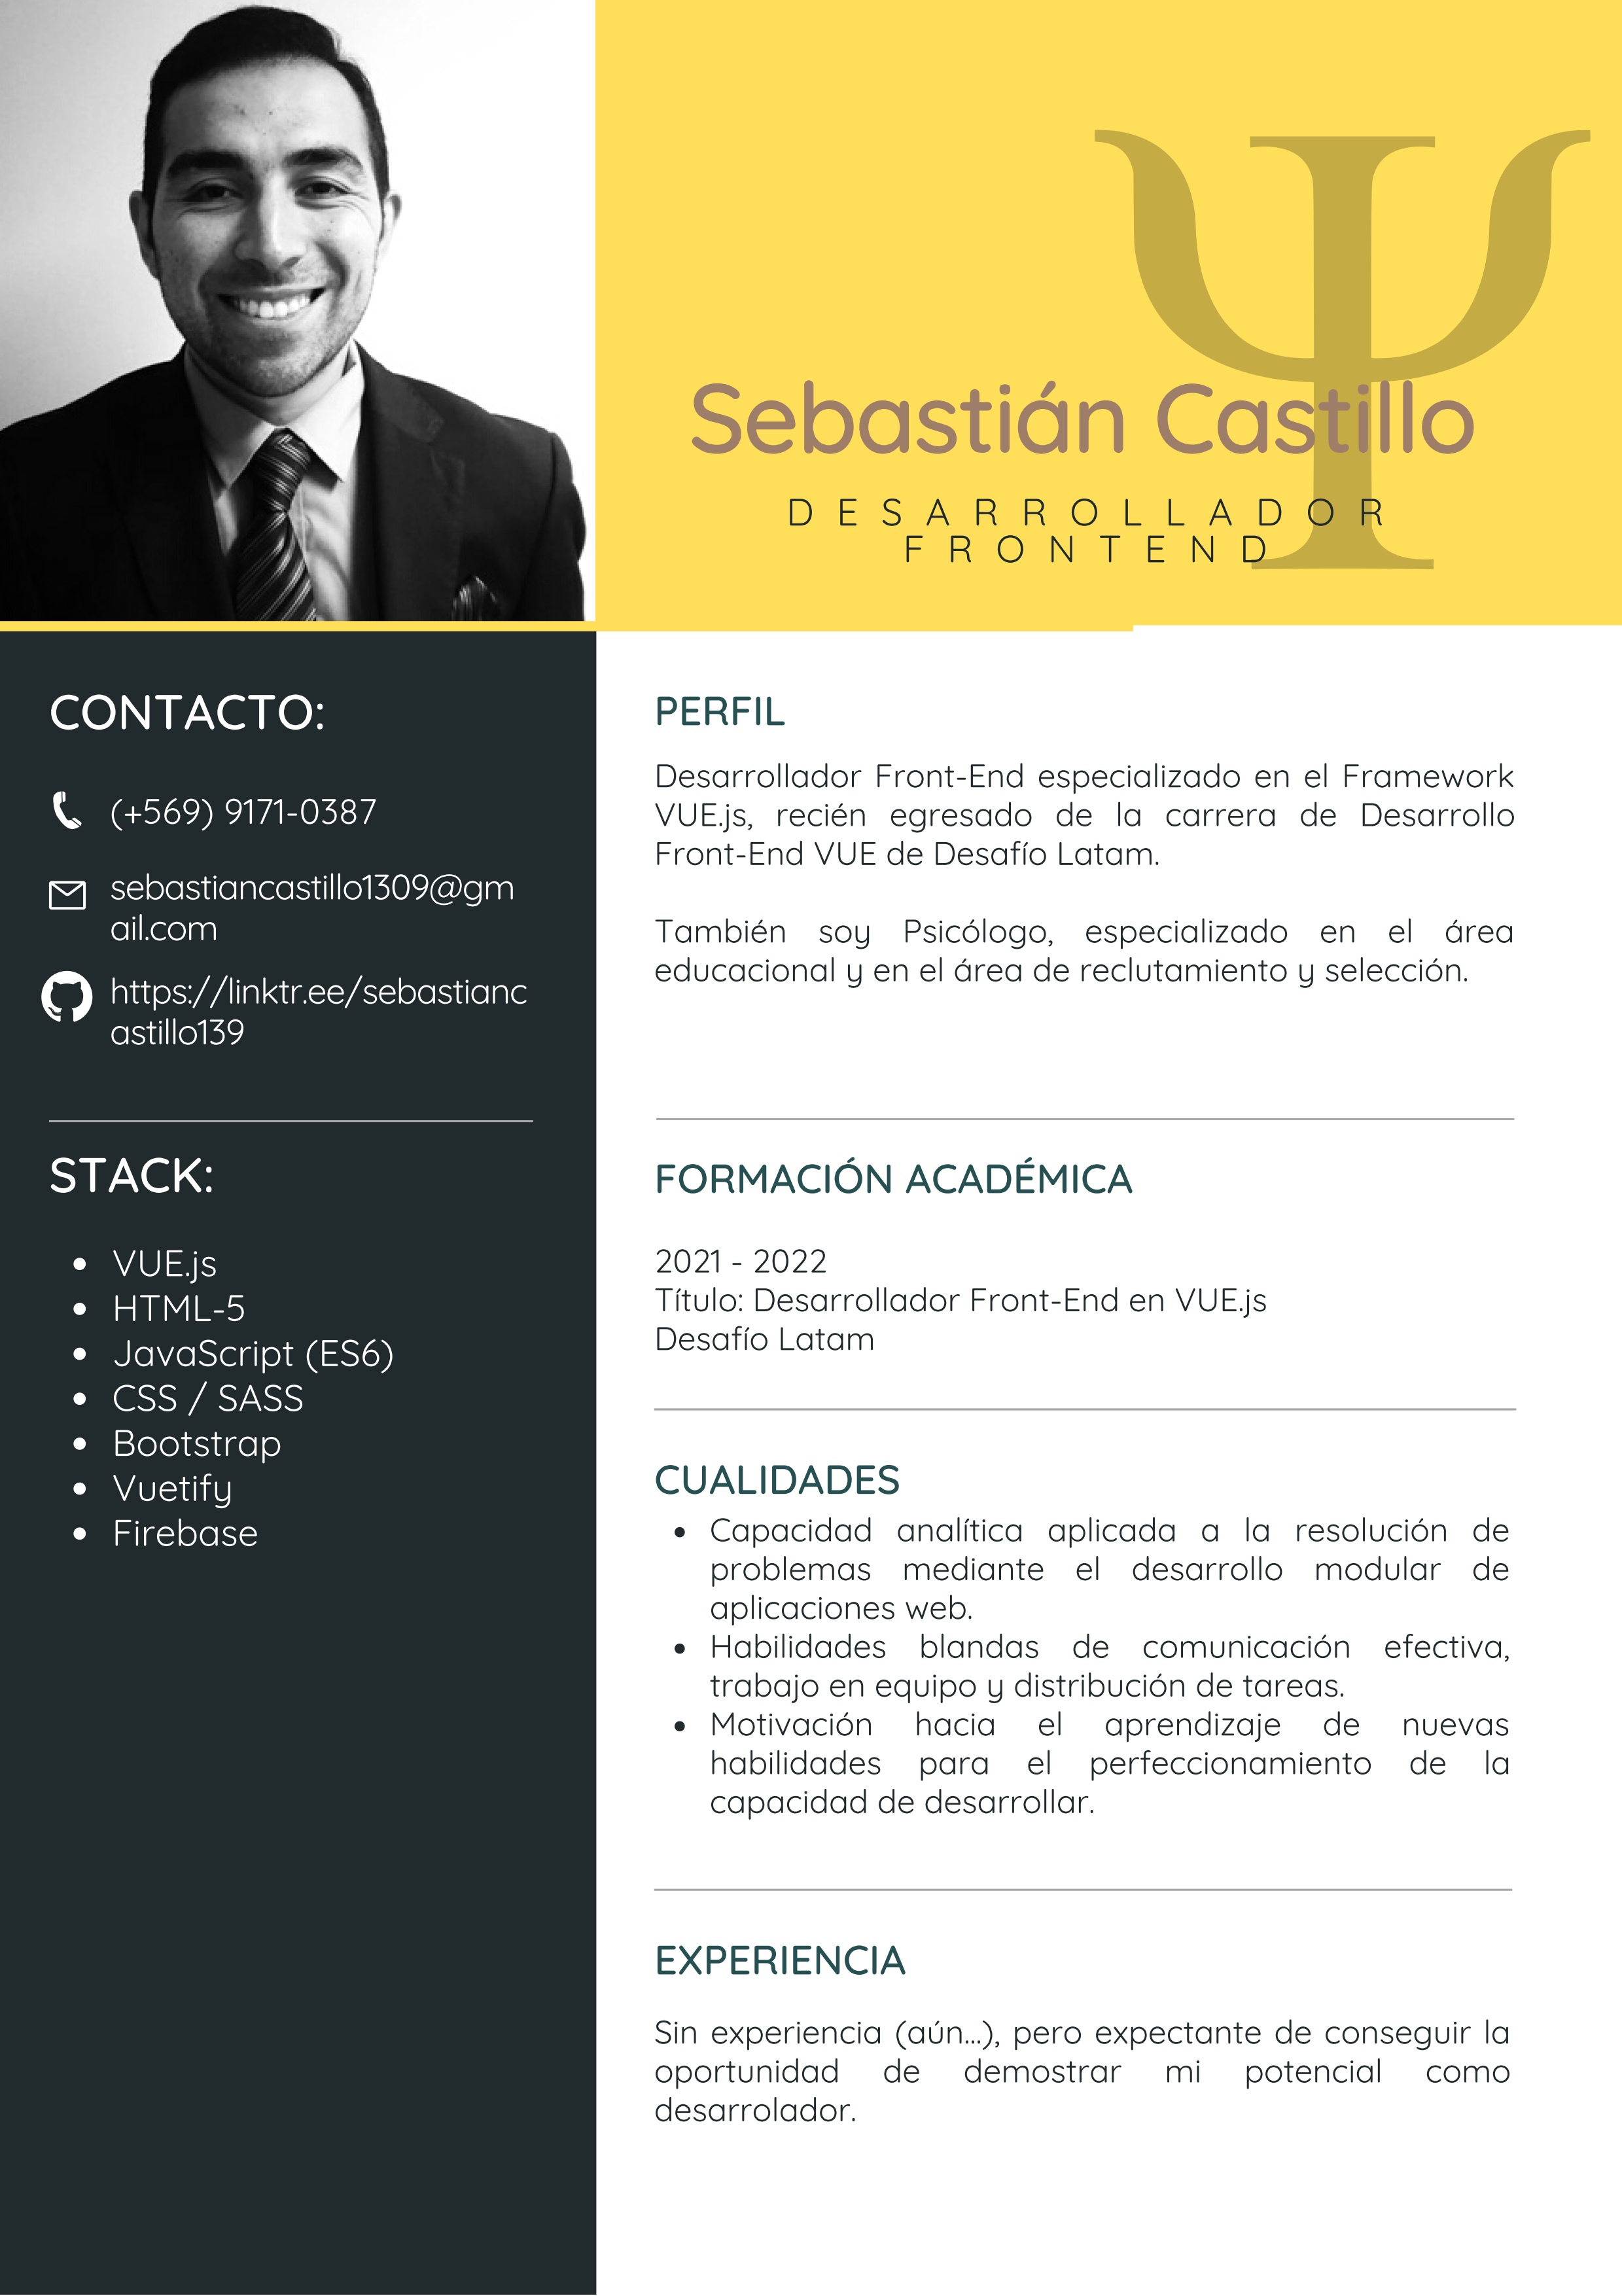 Sebastián Castillo
DESARROLLADOR
FRONTEND
CONTACTO:
(+569) 9171-0387
sebastiancastillo1309@gm
ail.com
https://linktr.ee/sebastianc
astillo139
STACK:
• VUE.js
• HTML-5
• JavaScript (ES6)
• CSS / SASS
• Bootstrap
• Vuetify
• Firebase
PERFIL
Desarrollador Front-End especializado en el Framework
VUE.js, recién egresado de la carrera de Desarrollo
Front-End VUE de Desafío Latam.
También soy Psicólogo, especializado en el área
educacional y en el área de reclutamiento y selección.
FORMACIÓN ACADÉMICA
2021 - 2022
Título: Desarrollador Front-End en VUE.js
Desafío Latam
CUALIDADES
• Capacidad analítica aplicada a la resolución de
problemas mediante el desarrollo modular de
aplicaciones web.
• Habilidades blandas de comunicación efectiva,
trabajo en equipo y distribución de tareas.
• Motivación hacia el aprendizaje de nuevas
habilidades para el perfeccionamiento de la
capacidad de desarrollar.
EXPERIENCIA
Sin experiencia (aún...), pero expectante de conseguir la
oportunidad de demostrar mi potencial como
desarrolador.